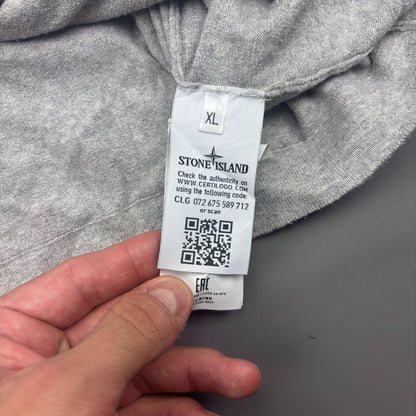 XL
STONE ISLAND
Check the authenticity on
WWW.CERTILOGO.COM
using the following code:
CLG 072 675 589 712
or scan
EAC